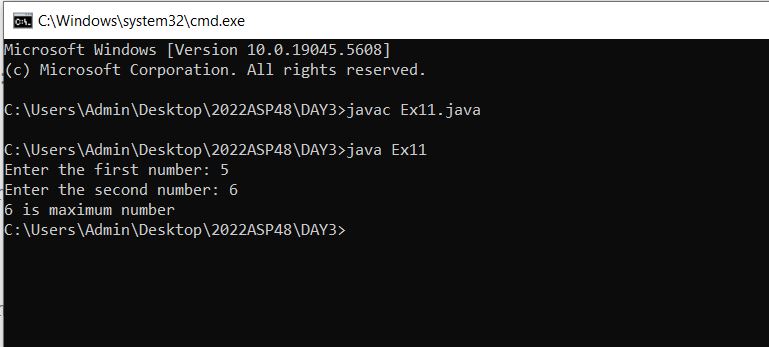 C:\Windows\system32\cmd.exe
Microsoft Windows [Version 10.0.19045.5608]
(c) Microsoft Corporation. All rights reserved.
C:\Users\Admin\Desktop\2022ASP48\DAY3>javac Ex11.java
C:\Users\Admin\Desktop\2022ASP48\DAY3>java Ex11
Enter the first number: 5
Enter the second number: 6
6 is maximum number
C:\Users\Admin\Desktop\2022ASP48\DAY3>